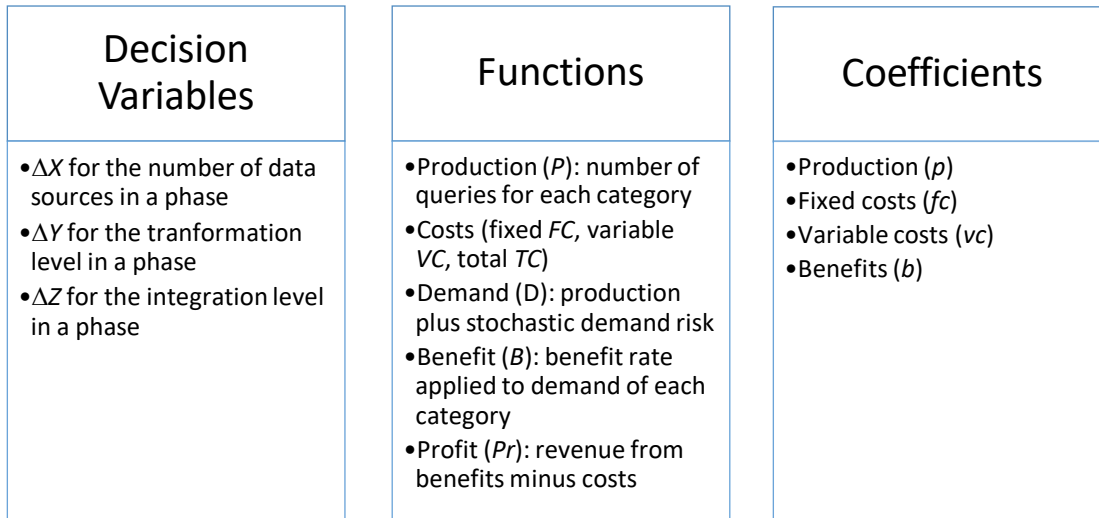 Decision
Variables
•ΔX for the number of data
sources in a phase
•ΔY for the tranformation
level in a phase
•ΔZ for the integration level
in a phase
Functions
•Production (P): number of
queries for each category
•Costs (fixed FC, variable
VC, total TC)
•Demand (D): production
plus stochastic demand risk
•Benefit (B): benefit rate
applied to demand of each
category
•Profit (Pr): revenue from
benefits minus costs
Coefficients
•Production (p)
•Fixed costs (fc)
•Variable costs (vc)
•Benefits (b)